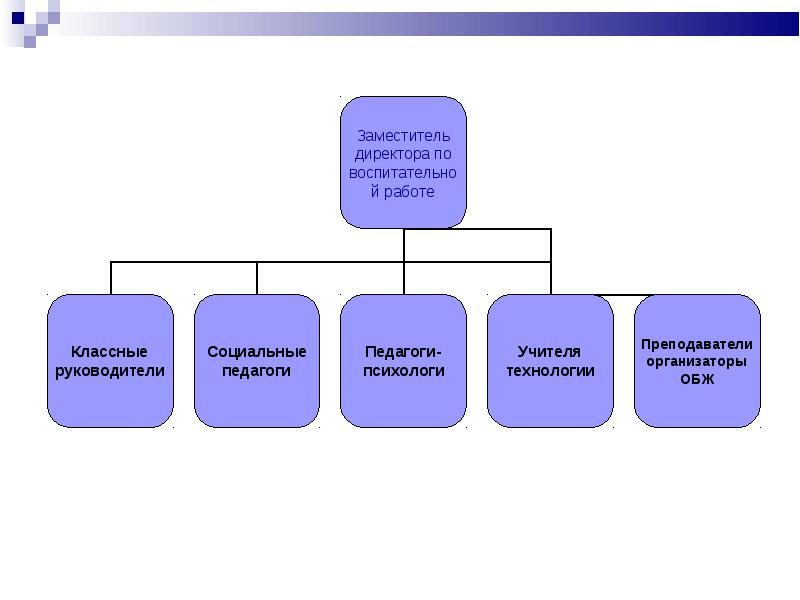 Заместитель
директора по
воспитательно
й работе
Классные
руководители
Социальные
педагоги
Педагоги-
психологи
Учителя
технологии
Преподаватели
организаторы
ОБЖ